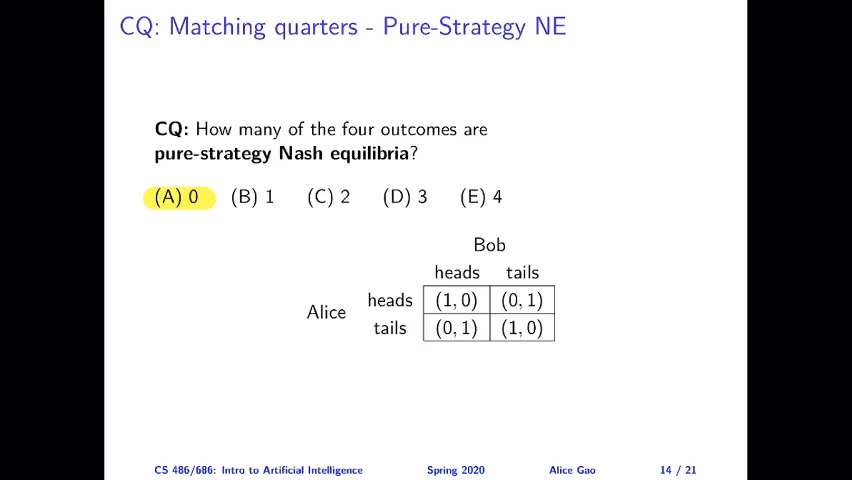 CQ: Matching quarters - Pure-Strategy NE
CQ: How many of the four outcomes are
pure-strategy Nash equilibria?
(A) 0 (B) 1 (C) 2 (D) 3 (E) 4
Bob
heads tails
Alice
heads (1, 0) (0, 1)
tails (0, 1) (1, 0)
CS 486/686: Intro to Artificial Intelligence Spring 2020 Alice Gao 14 / 21